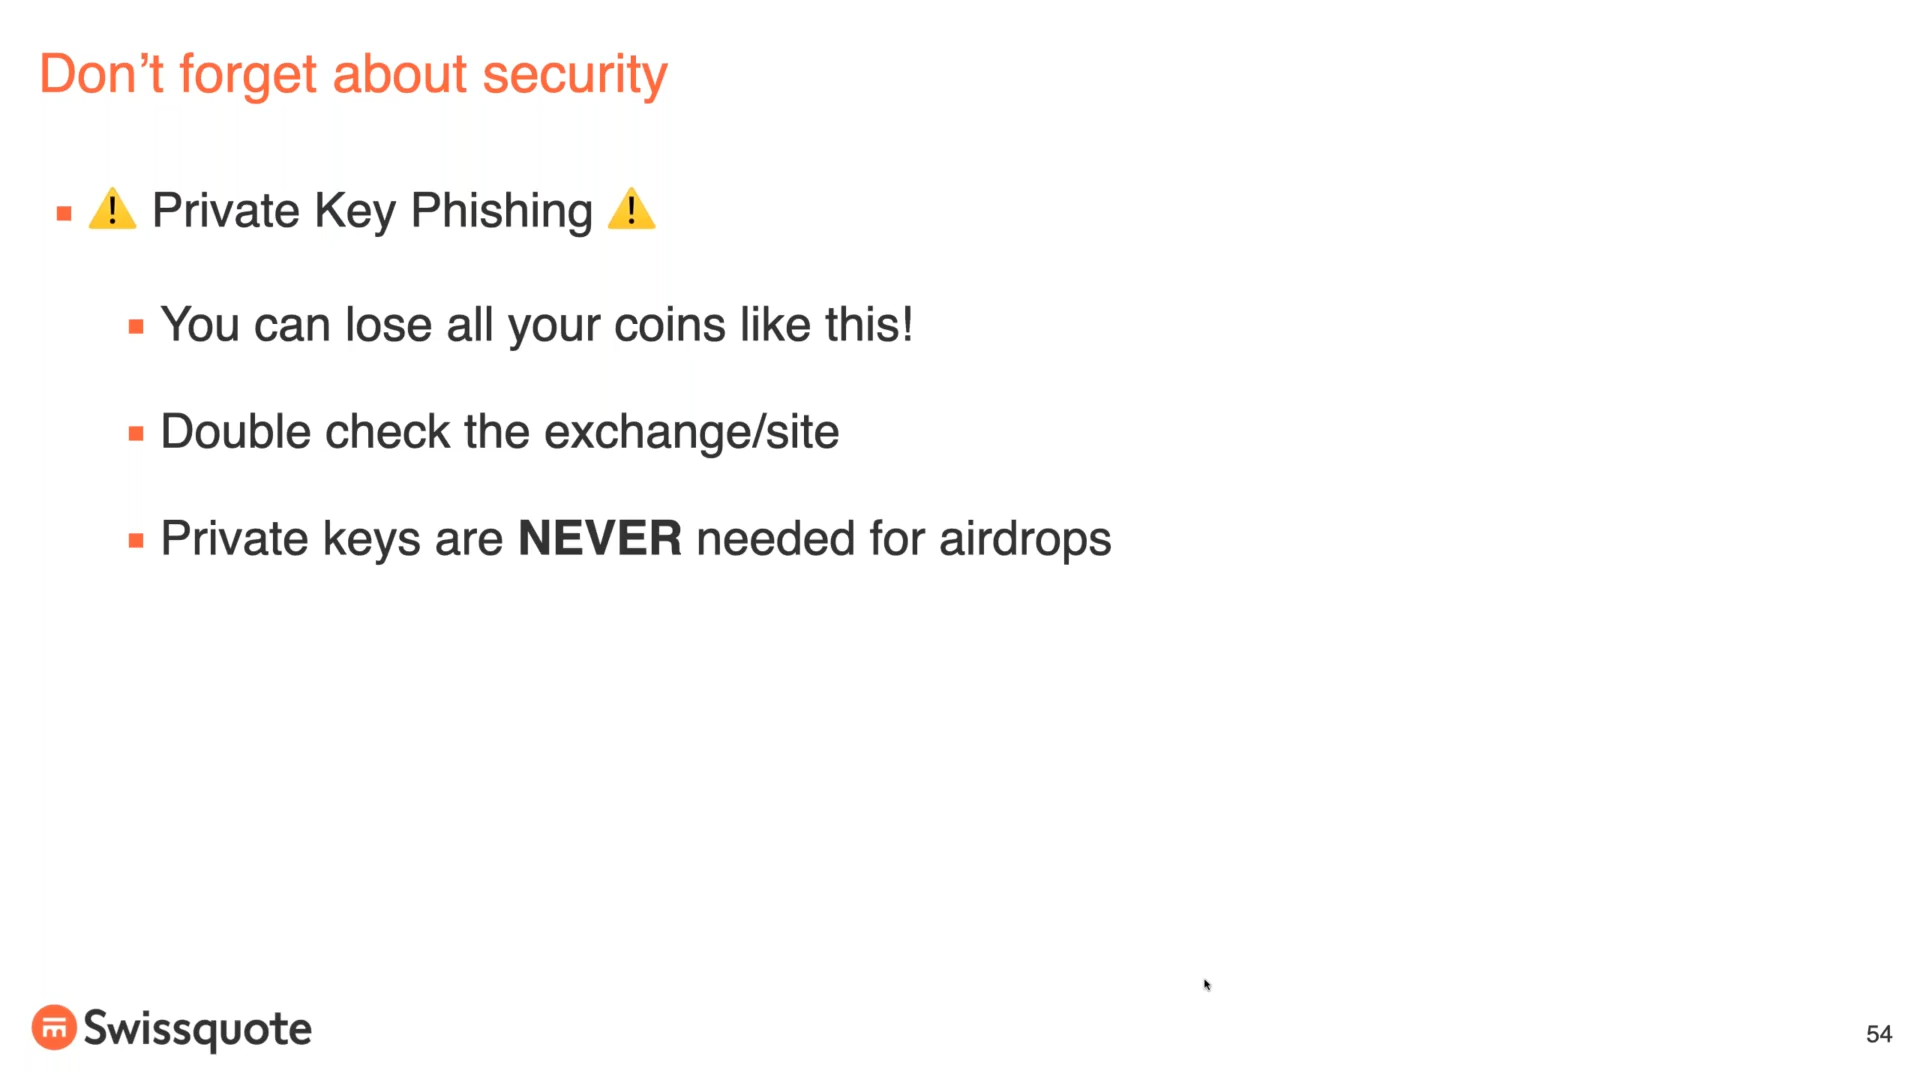 Don’t forget about security
⚠️ Private Key Phishing ⚠️
You can lose all your coins like this!
Double check the exchange/site
Private keys are NEVER needed for airdrops
Swissquote
54